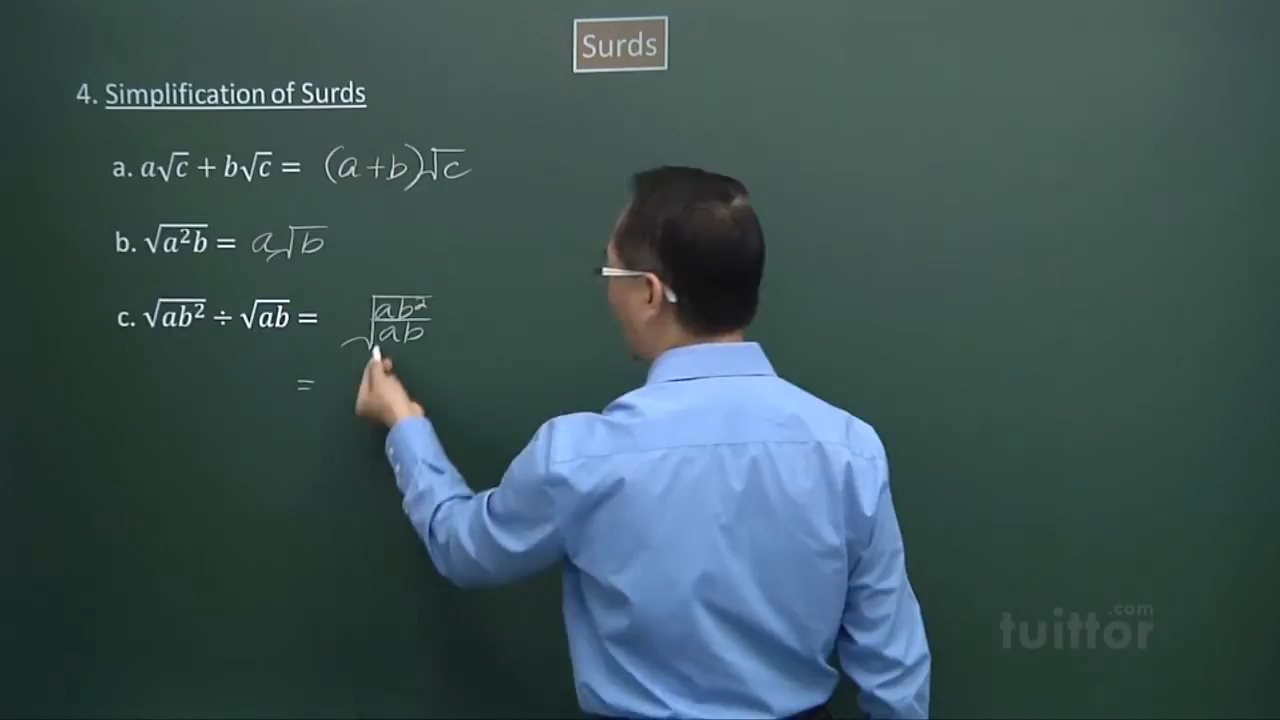 Surds
4. Simplification of Surds
a. a√c + b√c = (a+b)√c
b. √a²b = a√b
c. √ab² ÷ √ab = √ab²/ab
=
tuittor.com